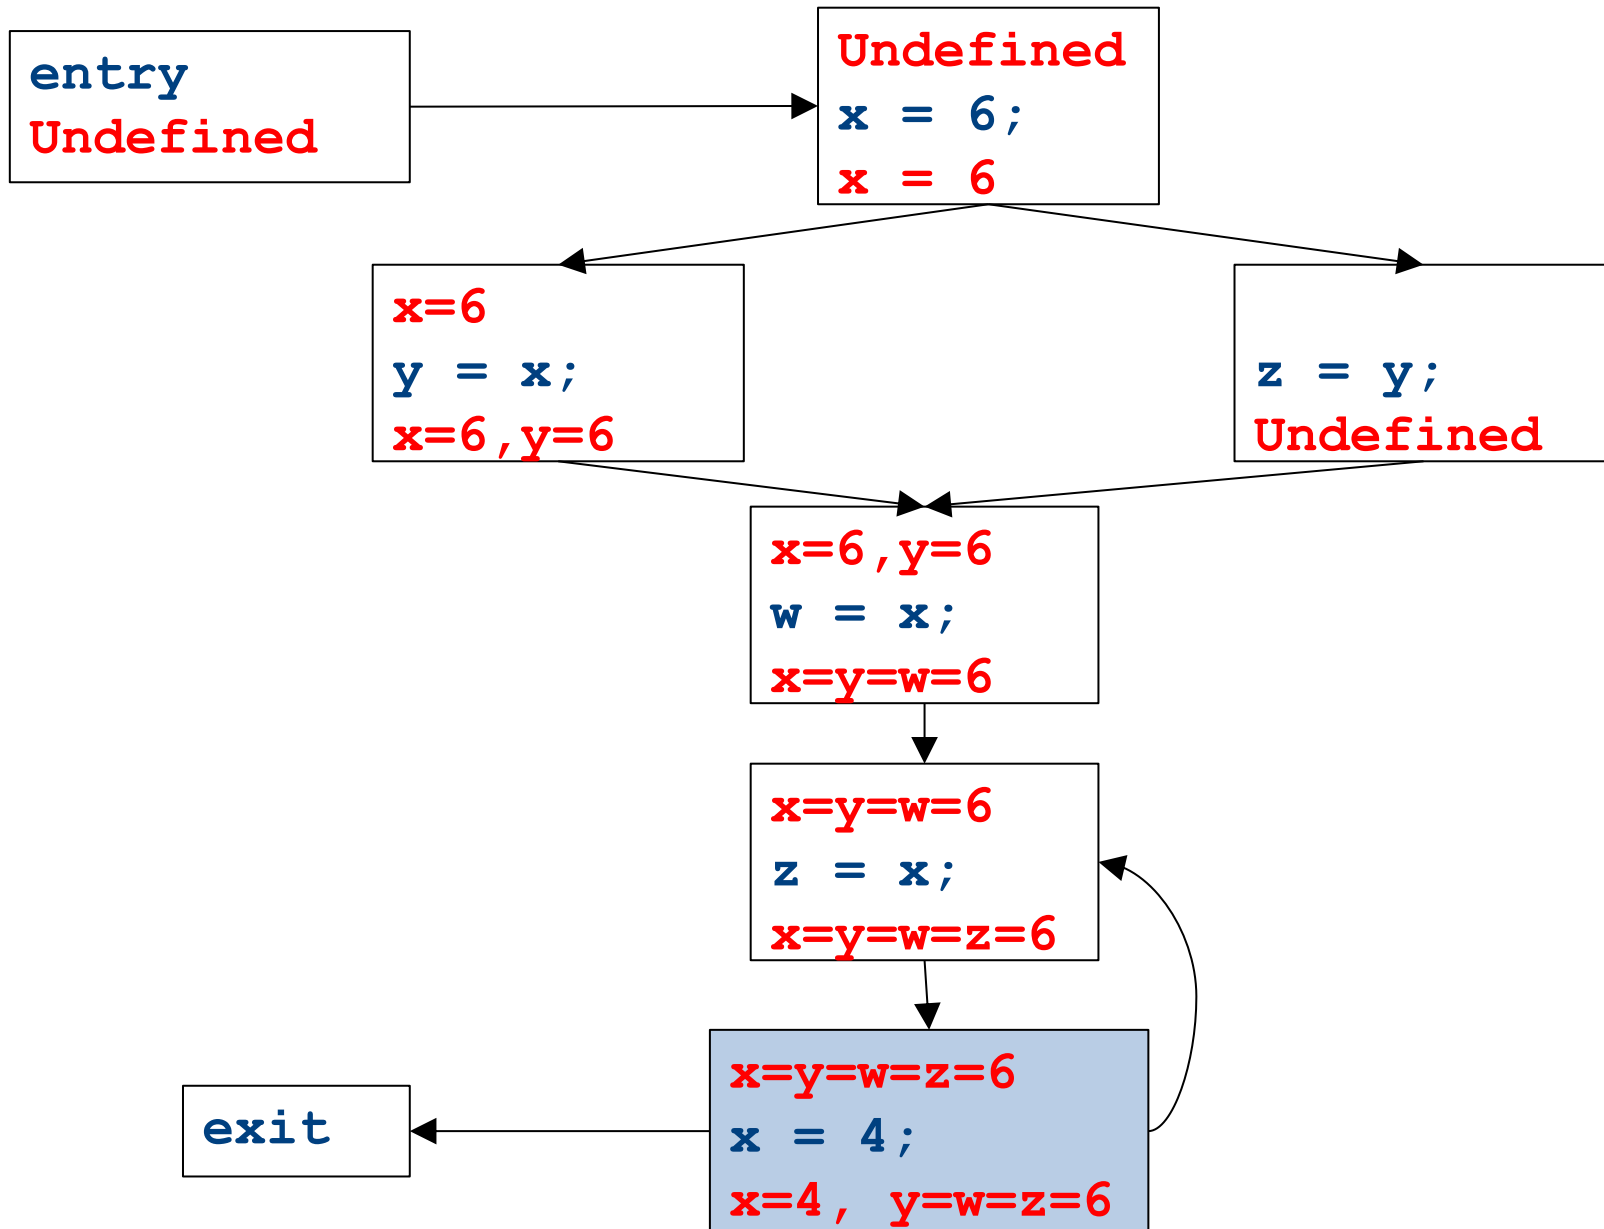 entry
Undefined
Undefined
x = 6;
x = 6
x=6
y = x;
x=6,y=6
z = y;
Undefined
x=6,y=6
w = x;
x=y=w=6
x=y=w=6
z = x;
x=y=w=z=6
x=y=w=z=6
x = 4;
x=4, y=w=z=6
exit